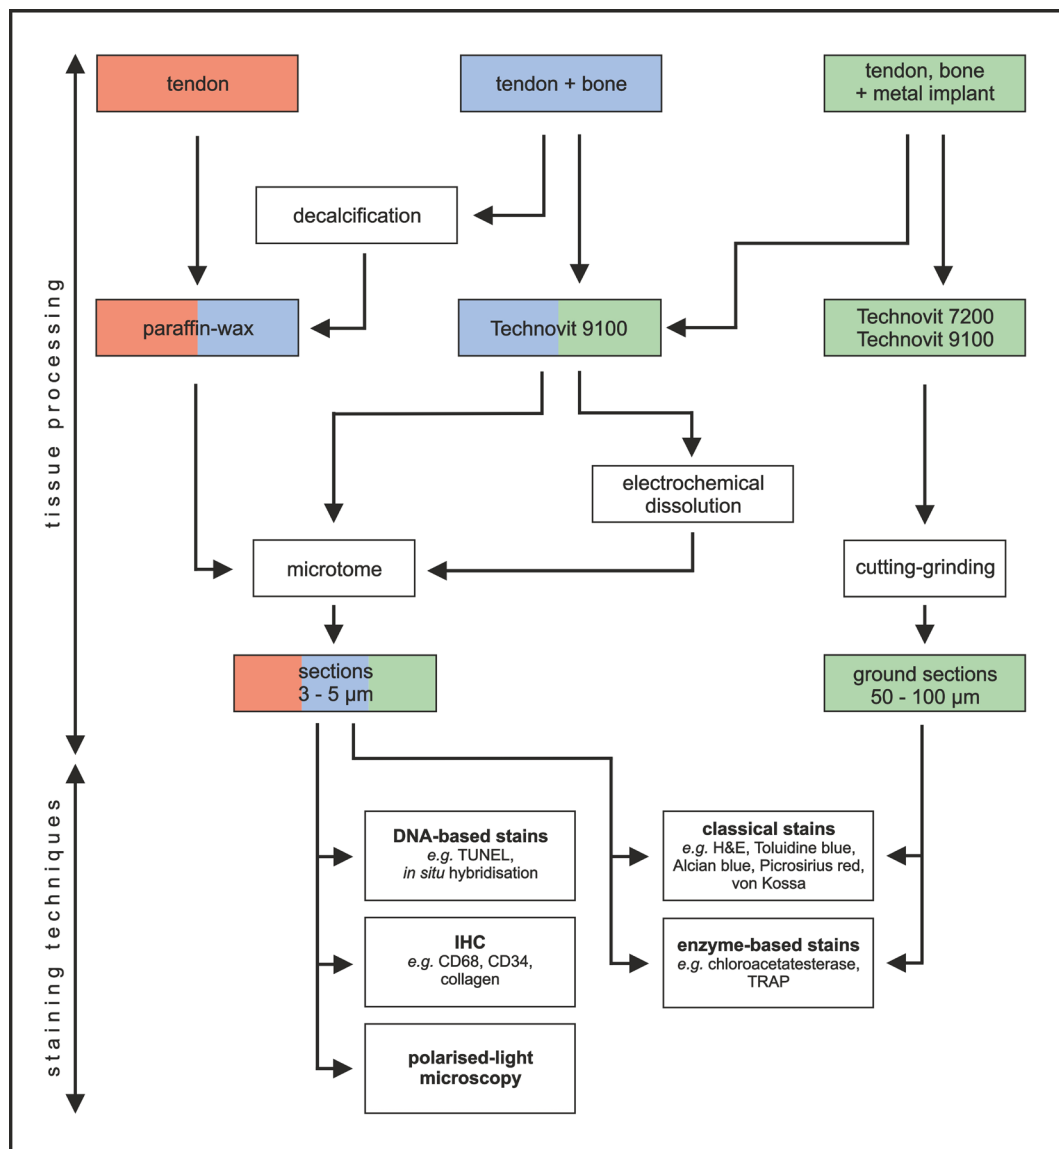 tissue processing
staining techniques
tendon
tendon + bone
tendon, bone
+ metal implant
decalcification
paraffin-wax
Technovit 9100
Technovit 7200
Technovit 9100
electrochemical
dissolution
microtome
cutting-grinding
sections
3 - 5 µm
ground sections
50 - 100 µm
DNA-based stains
e.g. TUNEL,
in situ hybridisation
classical stains
e.g. H&E, Toluidine blue,
Alcian blue, Picrosirius red,
von Kossa
IHC
e.g. CD68, CD34,
collagen
enzyme-based stains
e.g. chloroacetatesterase,
TRAP
polarised-light
microscopy